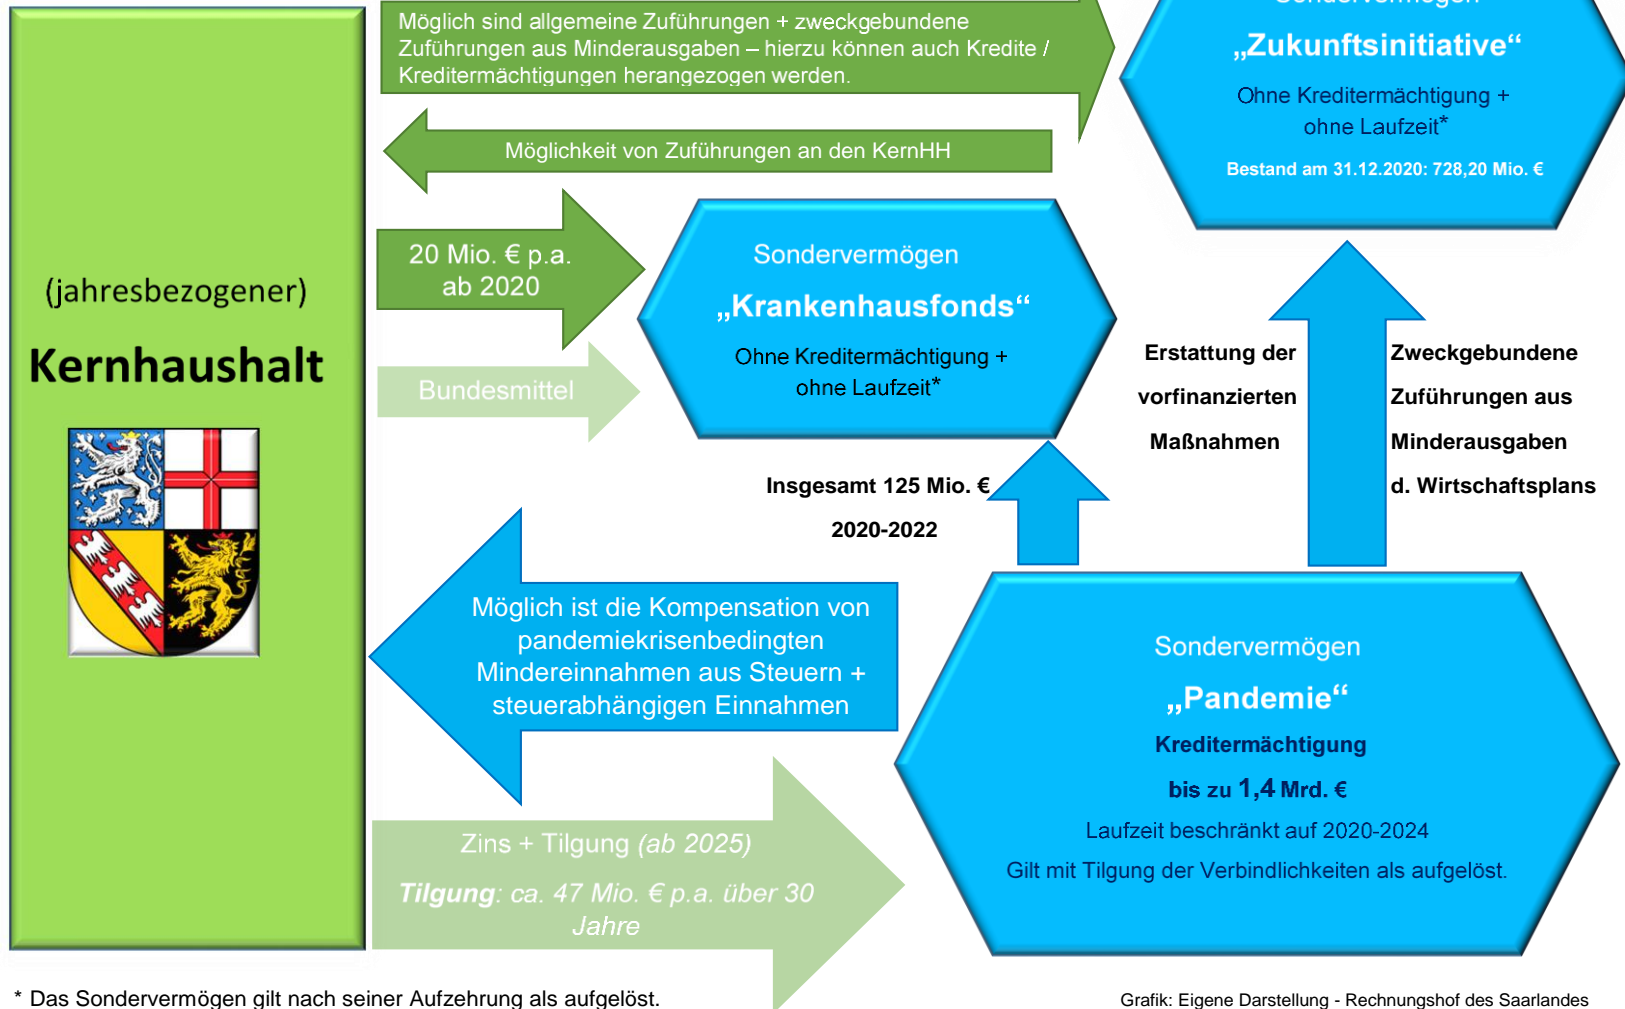 Möglich sind allgemeine Zuführungen + zweckgebundene
Zuführungen aus Minderausgaben – hierzu können auch Kredite /
Kreditermächtigungen herangezogen werden.
Sondervermögen
„Zukunftsinitiative“
Ohne Kreditermächtigung +
ohne Laufzeit*
Bestand am 31.12.2020: 728,20 Mio. €
Möglichkeit von Zuführungen an den KernHH
(jahresbezogener)
Kernhaushalt
20 Mio. € p.a.
ab 2020
Bundesmittel
Sondervermögen
„Krankenhausfonds“
Ohne Kreditermächtigung +
ohne Laufzeit*
Erstattung der
vorfinanzierten
Maßnahmen
Zweckgebundene
Zuführungen aus
Minderausgaben
d. Wirtschaftsplans
Insgesamt 125 Mio. €
2020-2022
Möglich ist die Kompensation von
pandemiekrisenbedingten
Mindereinnahmen aus Steuern +
steuerabhängigen Einnahmen
Sondervermögen
„Pandemie“
Kreditermächtigung
bis zu 1,4 Mrd. €
Laufzeit beschränkt auf 2020-2024
Gilt mit Tilgung der Verbindlichkeiten als aufgelöst.
Zins + Tilgung (ab 2025)
Tilgung: ca. 47 Mio. € p.a. über 30
Jahre
* Das Sondervermögen gilt nach seiner Aufzehrung als aufgelöst.
Grafik: Eigene Darstellung - Rechnungshof des Saarlandes